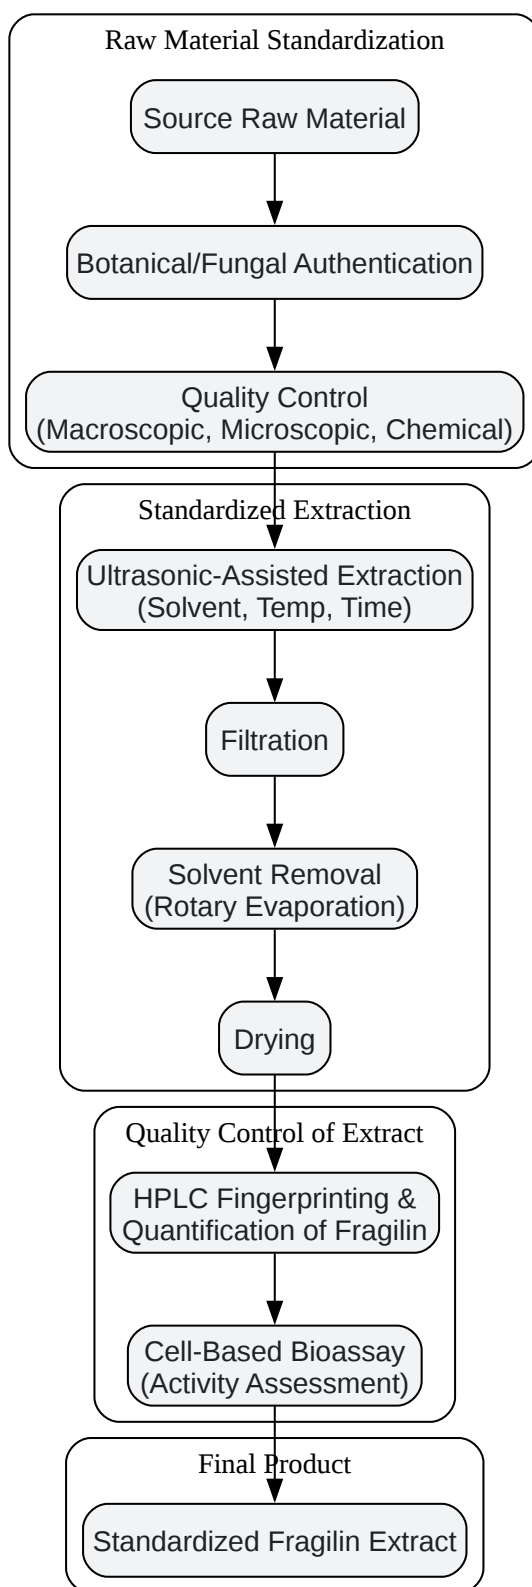 Raw Material Standardization
Source Raw Material
Botanical/Fungal Authentication
Quality Control
(Macroscopic, Microscopic, Chemical)
Standardized Extraction
Ultrasonic-Assisted Extraction
(Solvent, Temp, Time)
Filtration
Solvent Removal
(Rotary Evaporation)
Drying
Quality Control of Extract
HPLC Fingerprinting &
Quantification of Fragilin
Cell-Based Bioassay
(Activity Assessment)
Final Product
Standardized Fragilin Extract